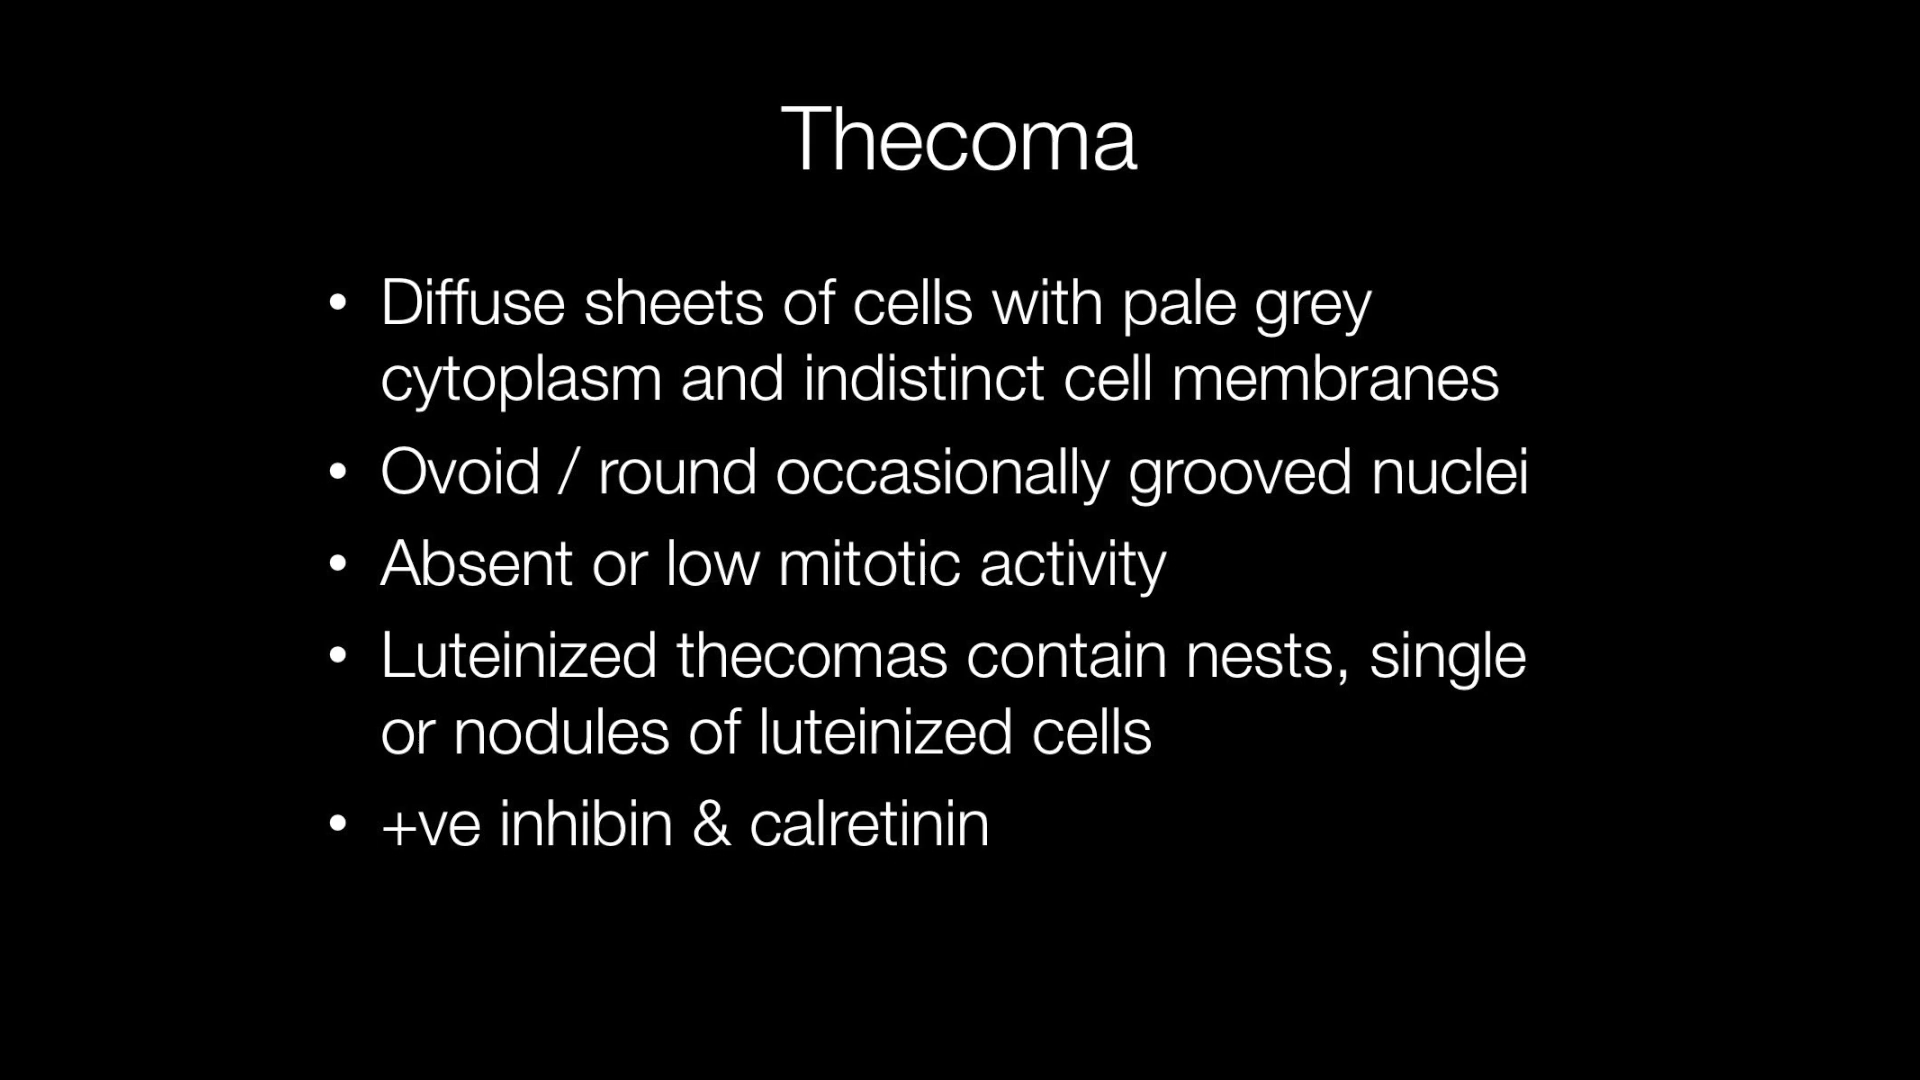 Thecoma
• Diffuse sheets of cells with pale grey
cytoplasm and indistinct cell membranes
• Ovoid / round occasionally grooved nuclei
• Absent or low mitotic activity
• Luteinized thecomas contain nests, single
or nodules of luteinized cells
• +ve inhibin & calretinin